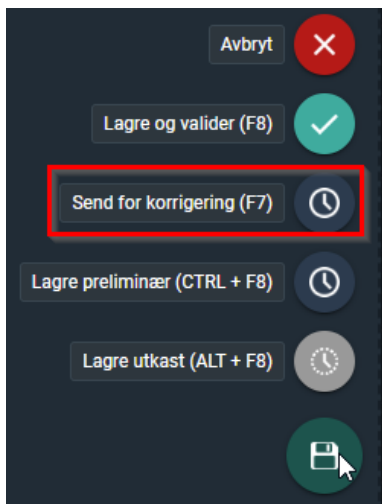 Avbryt
Lagre og valider (F8)
Send for korrigering (F7)
Lagre preliminær (CTRL + F8)
Lagre utkast (ALT + F8)